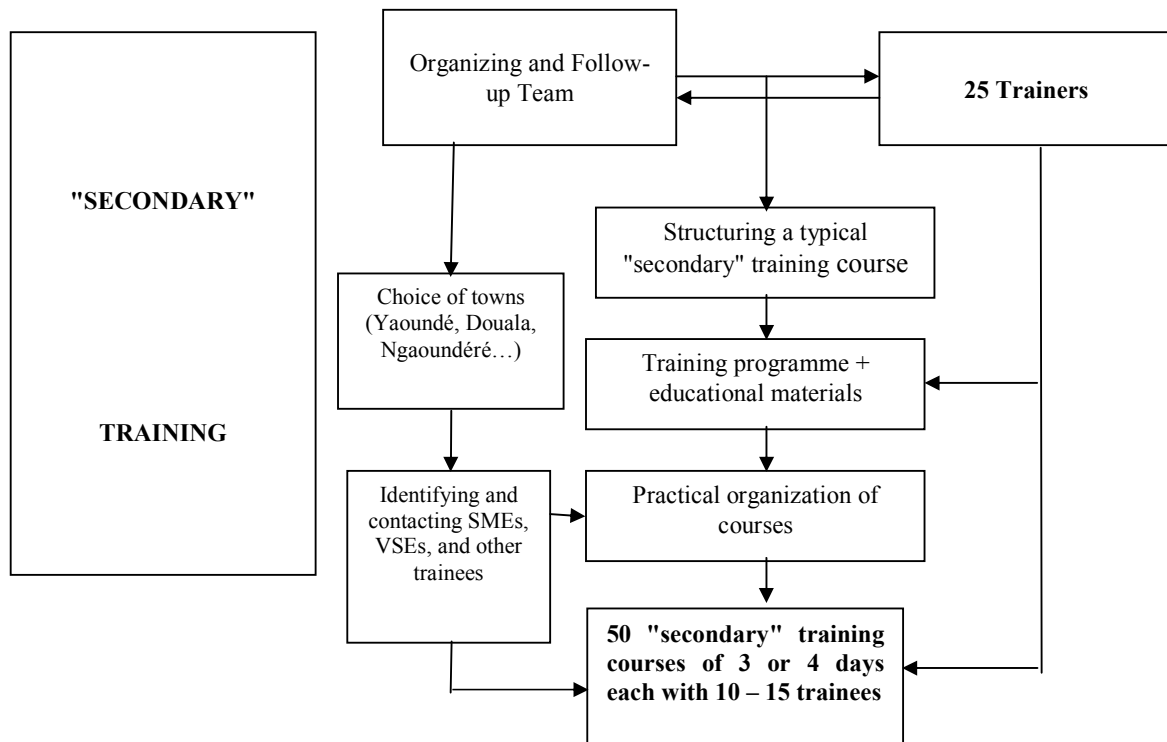 "SECONDARY"
TRAINING
Organizing and Follow-
up Team
25 Trainers
Structuring a typical
"secondary" training course
Choice of towns
(Yaoundé, Douala,
Ngaoundéré…)
Training programme +
educational materials
Identifying and
contacting SMEs,
VSEs, and other
trainees
Practical organization of
courses
50 "secondary" training
courses of 3 or 4 days
each with 10 – 15 trainees